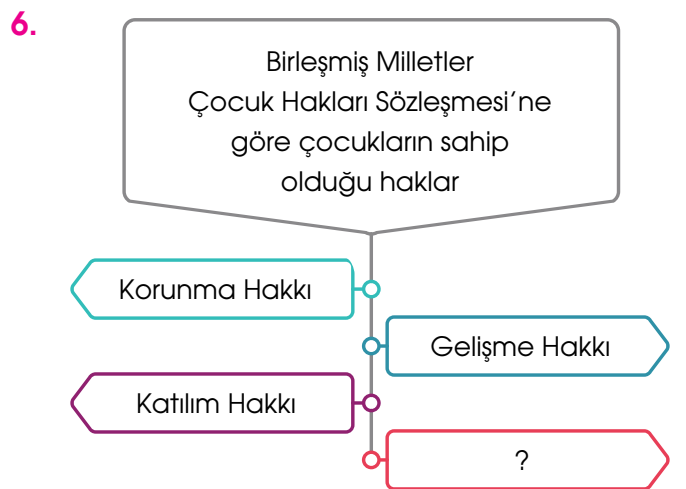 6.
Birleşmiş Milletler
Çocuk Hakları Sözleşmesi’ne
göre çocukların sahip
olduğu haklar
Korunma Hakkı
Gelişme Hakkı
Katılım Hakkı
?